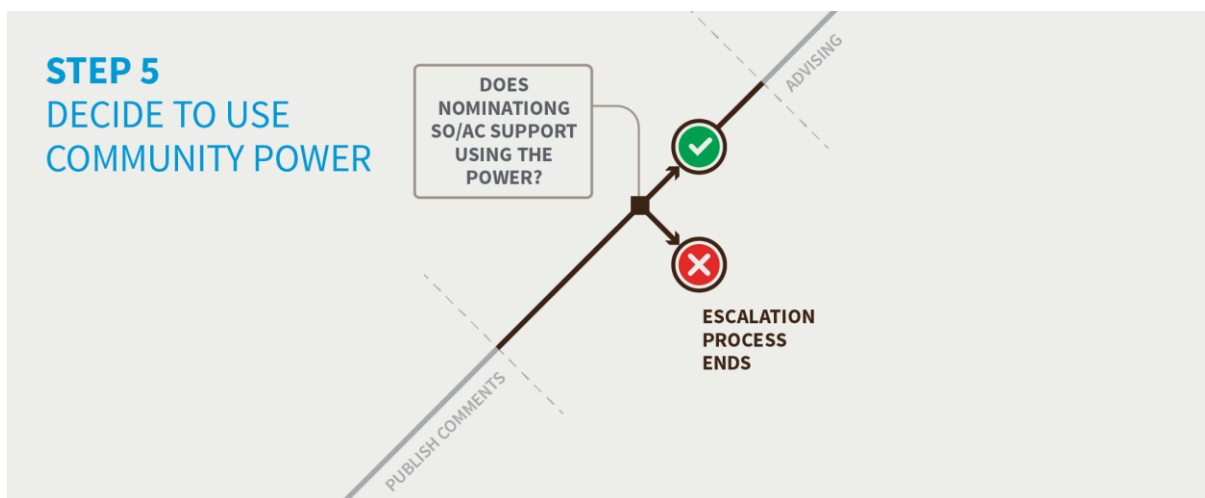 STEP 5
DECIDE TO USE
COMMUNITY POWER
DOES
NOMINATIONG
SO/AC SUPPORT
USING THE
POWER?
ADVISING
ESCALATION
PROCESS
ENDS
PUBLISH COMMENTS